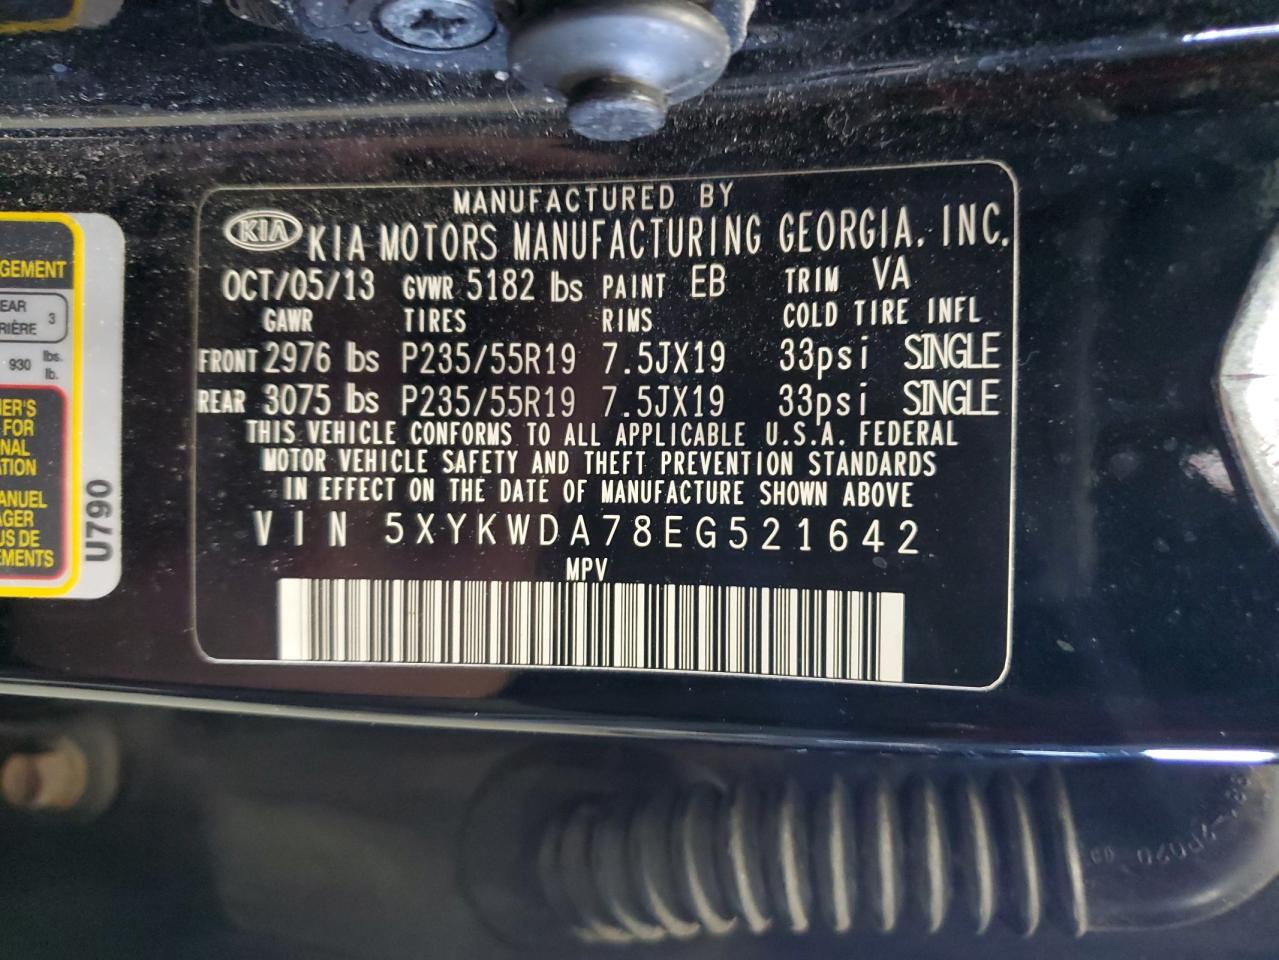 MANUFACTURED BY
KIA KIA MOTORS MANUFACTURING GEORGIA, INC.
OCT/05/13 GVWR 5182 lbs PAINT EB TRIM VA
GAWR TIRES RIMS COLD TIRE INFL
FRONT 2976 lbs P235/55R19 7.5JX19 33psi SINGLE
REAR 3075 lbs P235/55R19 7.5JX19 33psi SINGLE
THIS VEHICLE CONFORMS TO ALL APPLICABLE U.S.A. FEDERAL
MOTOR VEHICLE SAFETY AND THEFT PREVENTION STANDARDS
IN EFFECT ON THE DATE OF MANUFACTURE SHOWN ABOVE
VIN 5XYKWDA78EG521642
MPV
GEMENT
EAR
RIÈRE 3
930 lbs.
lb.
NER'S
FOR
NAL
ATION
MANUEL
AGER
US DE
EMENTS
U790